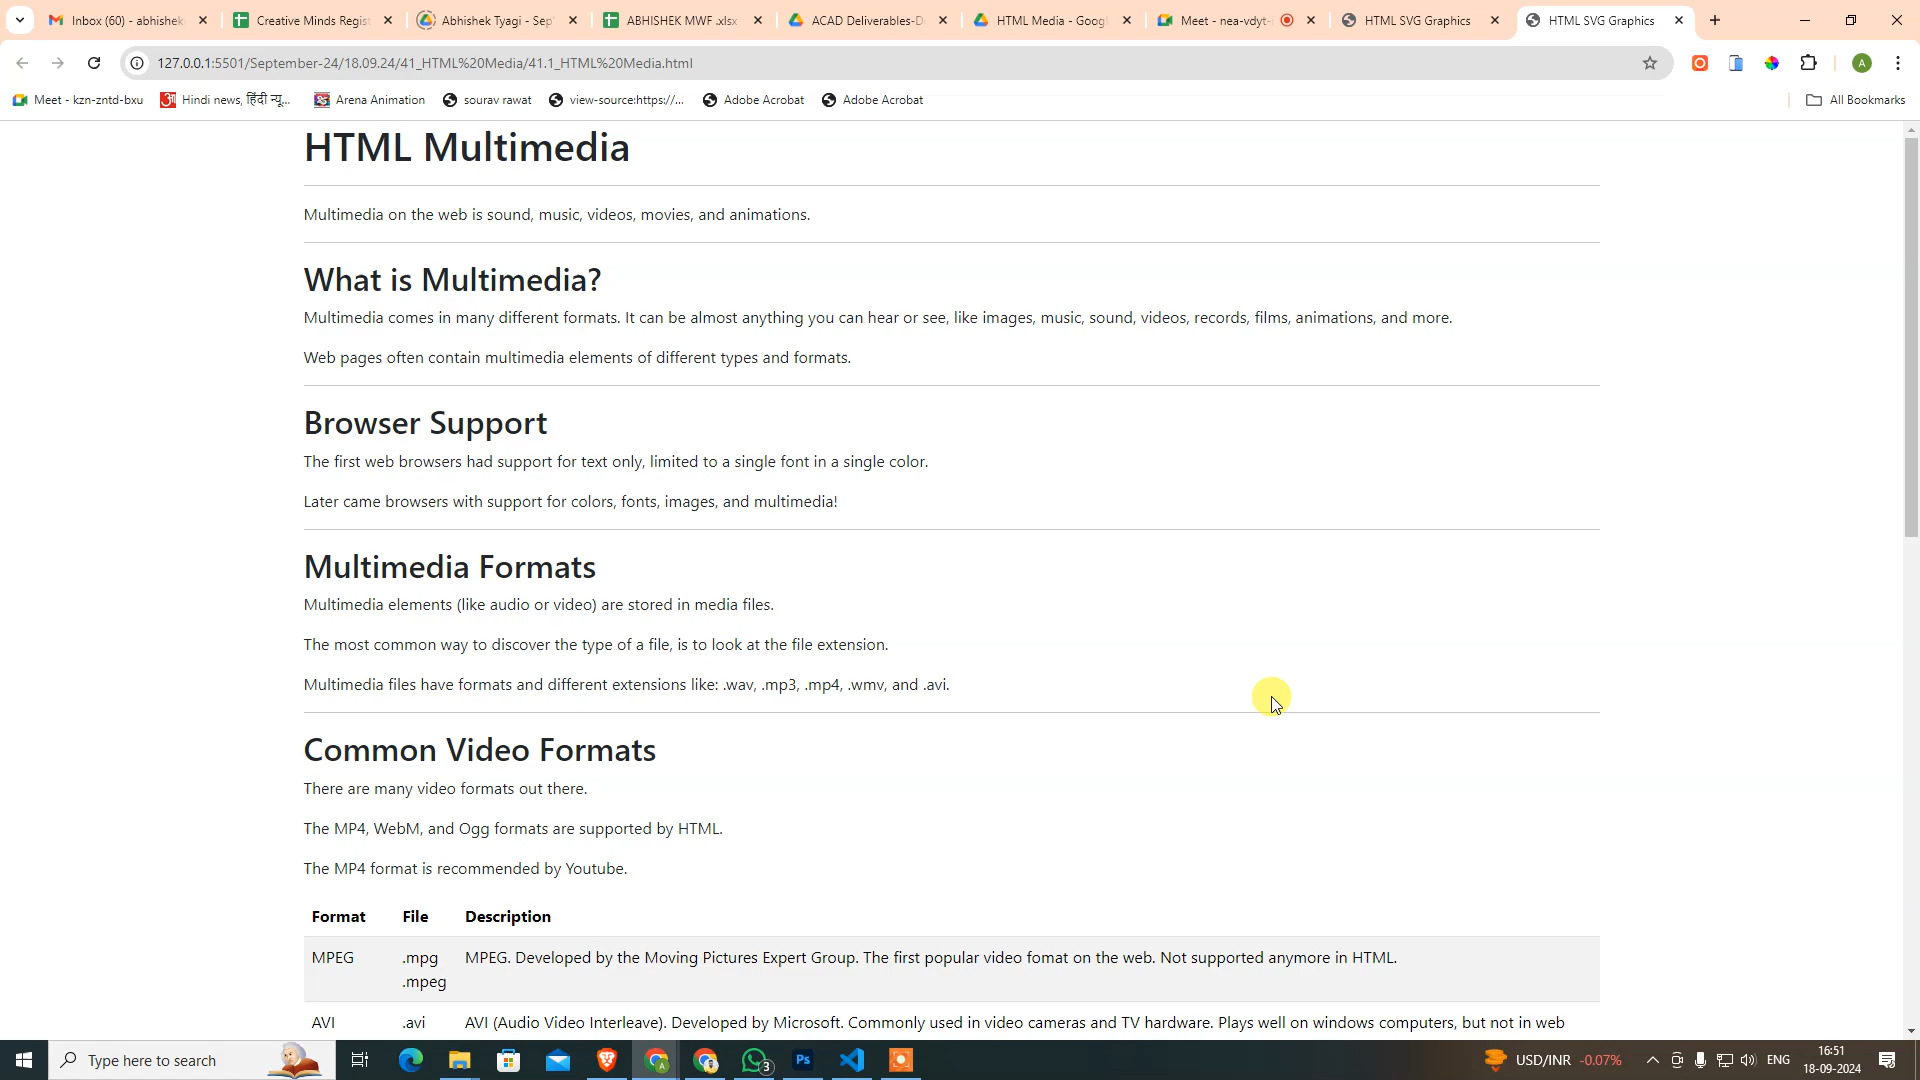 Inbox (60) - abhishek
Creative Minds Regist
Abhishek Tyagi - Sep'
ABHISHEK MWF .xlsx
ACAD Deliverables-D
HTML Media - Googl
Meet - nea-vdyt-
HTML SVG Graphics
HTML SVG Graphics
127.0.0.1:5501/September-24/18.09.24/41_HTML%20Media/41.1_HTML%20Media.html
A
Meet - kzn-zntd-bxu
Hindi news, हिंदी न्यू...
Arena Animation
sourav rawat
view-source:https://...
Adobe Acrobat
Adobe Acrobat
All Bookmarks
HTML Multimedia
Multimedia on the web is sound, music, videos, movies, and animations.
What is Multimedia?
Multimedia comes in many different formats. It can be almost anything you can hear or see, like images, music, sound, videos, records, films, animations, and more.
Web pages often contain multimedia elements of different types and formats.
Browser Support
The first web browsers had support for text only, limited to a single font in a single color.
Later came browsers with support for colors, fonts, images, and multimedia!
Multimedia Formats
Multimedia elements (like audio or video) are stored in media files.
The most common way to discover the type of a file, is to look at the file extension.
Multimedia files have formats and different extensions like: .wav, .mp3, .mp4, .wmv, and .avi.
Common Video Formats
There are many video formats out there.
The MP4, WebM, and Ogg formats are supported by HTML.
The MP4 format is recommended by Youtube.
Format File Description
MPEG .mpg MPEG. Developed by the Moving Pictures Expert Group. The first popular video fomat on the web. Not supported anymore in HTML.
.mpeg
AVI .avi AVI (Audio Video Interleave). Developed by Microsoft. Commonly used in video cameras and TV hardware. Plays well on windows computers, but not in web
Type here to search
A
3
Ps
USD/INR -0.07%
ENG
16:51
18-09-2024